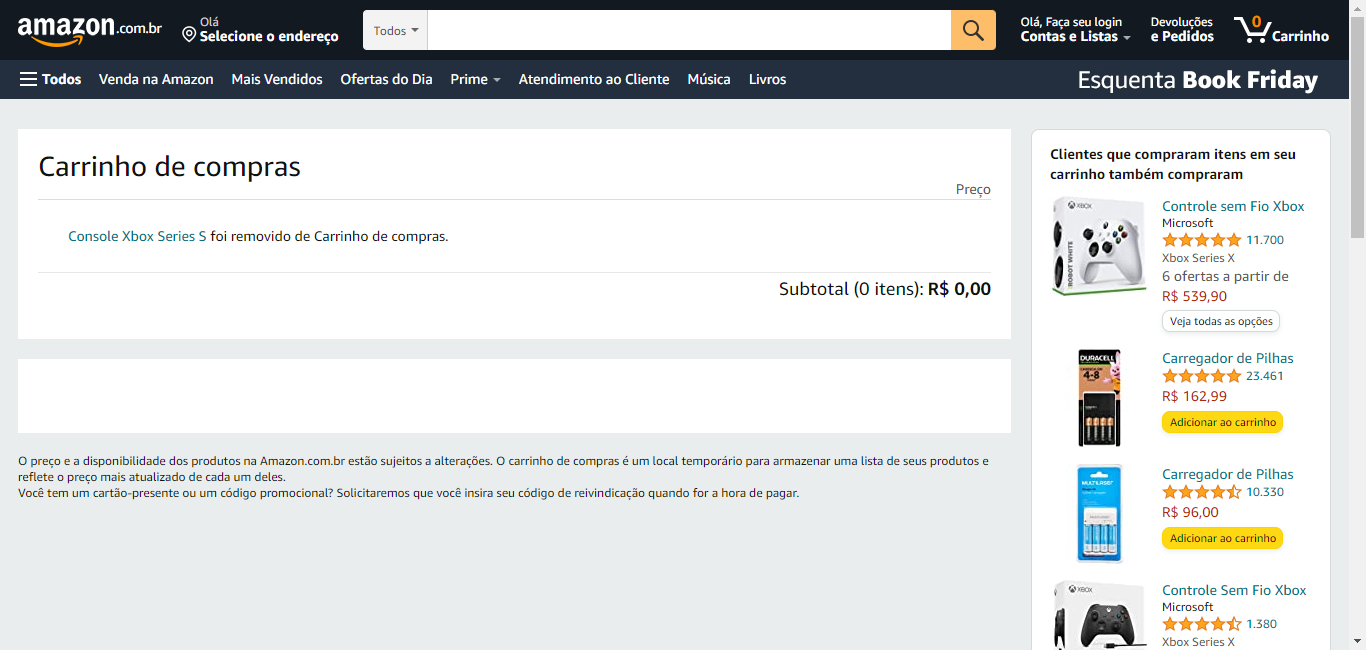 amazon.com.br
Olá
Selecione o endereço
Todos
Olá, Faça seu login
Contas e Listas
Devoluções
e Pedidos
0
Carrinho
Todos
Venda na Amazon
Mais Vendidos
Ofertas do Dia
Prime
Atendimento ao Cliente
Música
Livros
Esquenta Book Friday
Carrinho de compras
Preço
Console Xbox Series S foi removido de Carrinho de compras.
Subtotal (0 itens): R$ 0,00
O preço e a disponibilidade dos produtos na Amazon.com.br estão sujeitos a alterações. O carrinho de compras é um local temporário para armazenar uma lista de seus produtos e
reflete o preço mais atualizado de cada um deles.
Você tem um cartão-presente ou um código promocional? Solicitaremos que você insira seu código de reivindicação quando for a hora de pagar.
Clientes que compraram itens em seu
carrinho também compraram
XBOX
ROBOT WHITE
Controle sem Fio Xbox
Microsoft
11.700
Xbox Series X
6 ofertas a partir de
R$ 539,90
Veja todas as opções
DURACELL
4-8
Carregador de Pilhas
23.461
R$ 162,99
Adicionar ao carrinho
MULTILASER
Carregador de Pilhas
10.330
R$ 96,00
Adicionar ao carrinho
XBOX
Controle Sem Fio Xbox
Microsoft
1.380
Xbox Series X